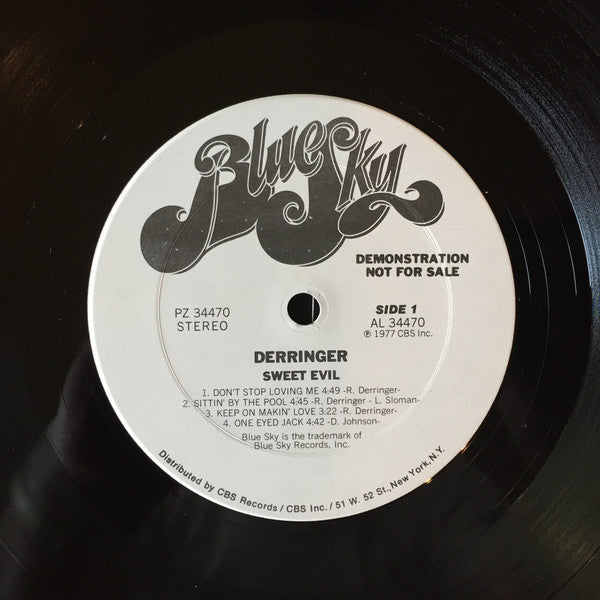 Blue Sky
DEMONSTRATION
NOT FOR SALE
PZ 34470
STEREO
SIDE 1
AL 34470
℗ 1977 CBS Inc.
DERRINGER
SWEET EVIL
1. DON'T STOP LOVING ME 4:49 -R. Derringer-
2. SITTIN' BY THE POOL 4:45 -R. Derringer - L. Sloman-
3. KEEP ON MAKIN' LOVE 3:22 -R. Derringer-
4. ONE EYED JACK 4:42 -D. Johnson-
Blue Sky is the trademark of
Blue Sky Records, Inc.
Distributed by CBS Records / CBS Inc. / 51 W. 52 St., New York, N.Y.